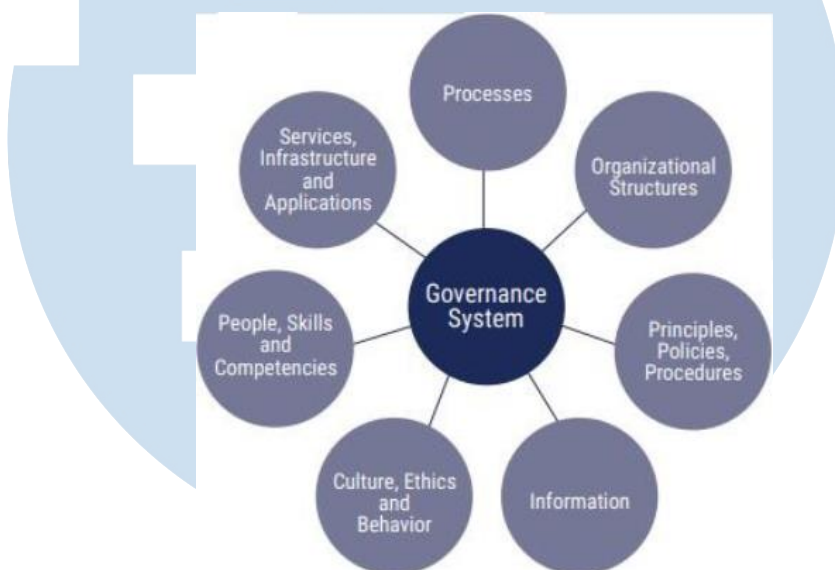 Processes
Organizational
Structures
Principles,
Policies,
Procedures
Information
Culture, Ethics
and
Behavior
People, Skills
and
Competencies
Services,
Infrastructure
and
Applications
Governance
System